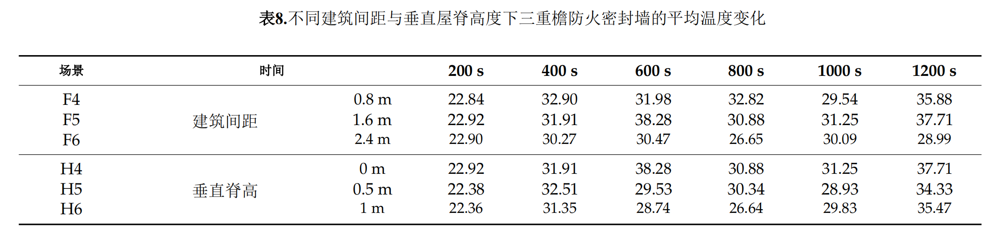 表8.不同建筑间距与垂直屋脊高度下三重檐防火密封墙的平均温度变化
场景 时间 200 s 400 s 600 s 800 s 1000 s 1200 s
F4 0.8 m 22.84 32.90 31.98 32.82 29.54 35.88
F5 建筑间距 1.6 m 22.92 31.91 38.28 30.88 31.25 37.71
F6 2.4 m 22.90 30.27 30.47 26.65 30.09 28.99
H4 0 m 22.92 31.91 38.28 30.88 31.25 37.71
H5 垂直脊高 0.5 m 22.38 32.51 29.53 30.34 28.93 34.33
H6 1 m 22.36 31.35 28.74 26.64 29.83 35.47